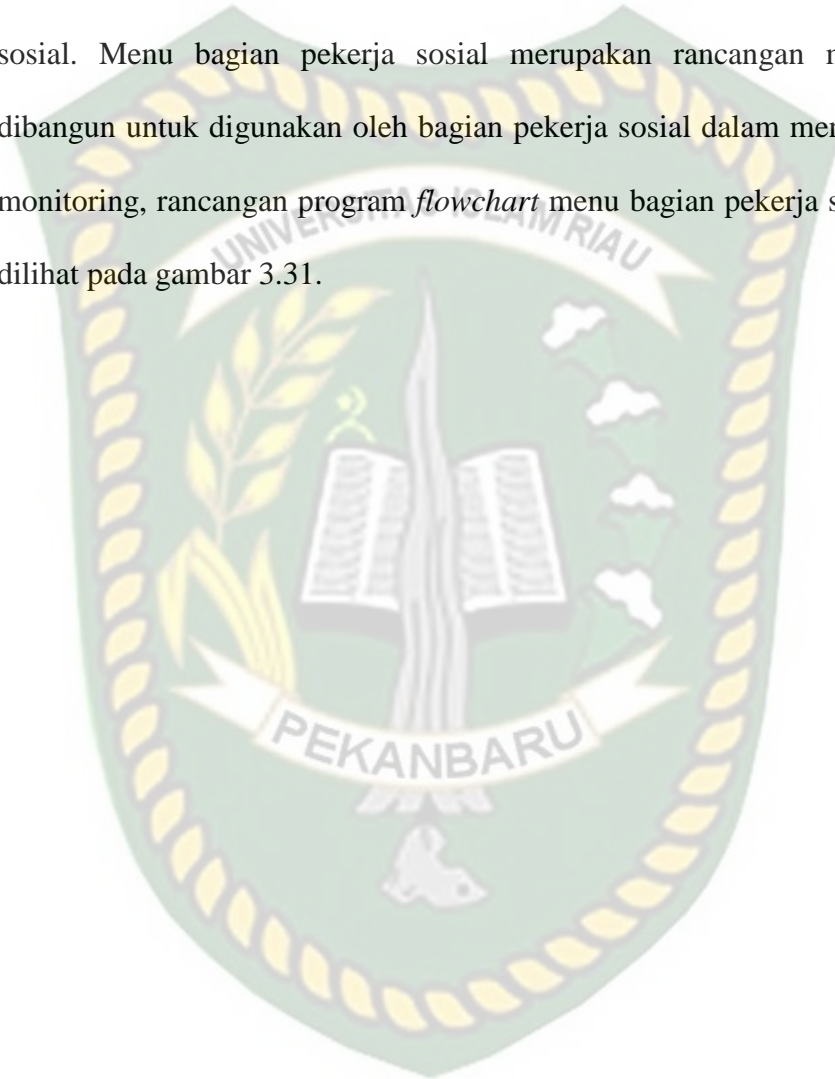 sosial. Menu bagian pekerja sosial merupakan rancangan
dibangun untuk digunakan oleh bagian pekerja sosial dalam
monitoring, rancangan program flowchart menu bagian pekerja
dilihat pada gambar 3.31.
UNIVERSITAS ISLAM RIAU
PEKANBARU